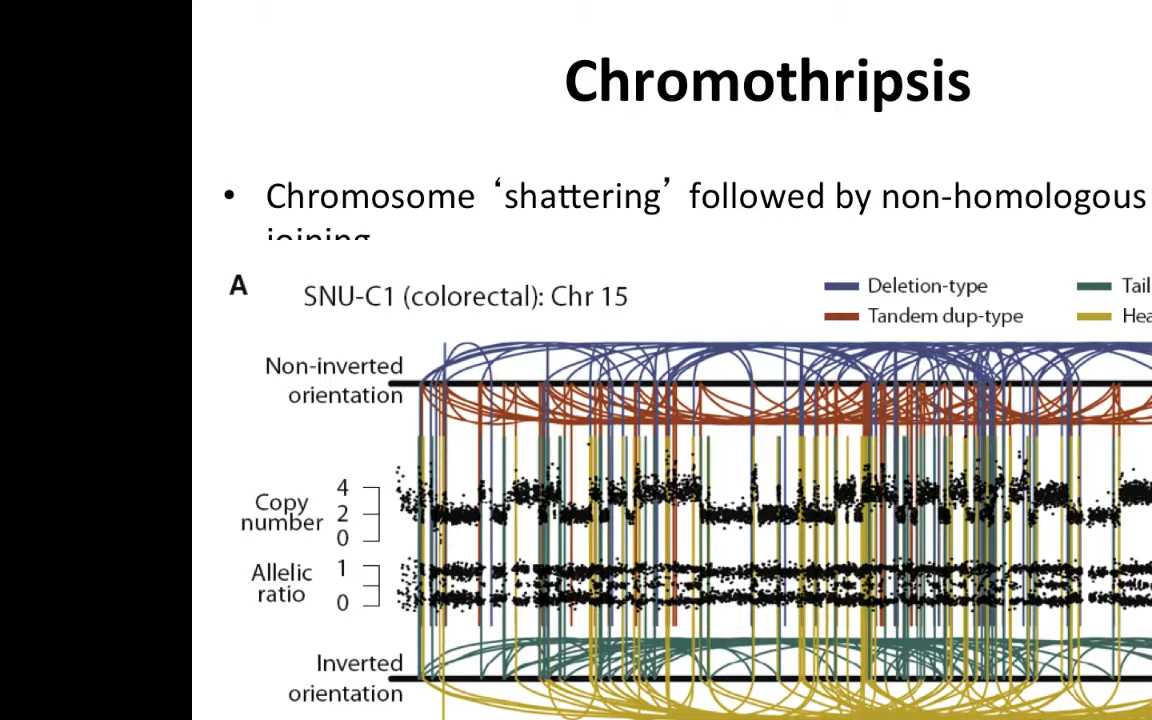 Chromothripsis
• Chromosome ‘shattering’ followed by non-homologous
joining
A
SNU-C1 (colorectal): Chr 15
Deletion-type
Tail
Tandem dup-type
Hea
Non-inverted
orientation
Copy
number
4
2
0
Allelic
ratio
1
0
Inverted
orientation